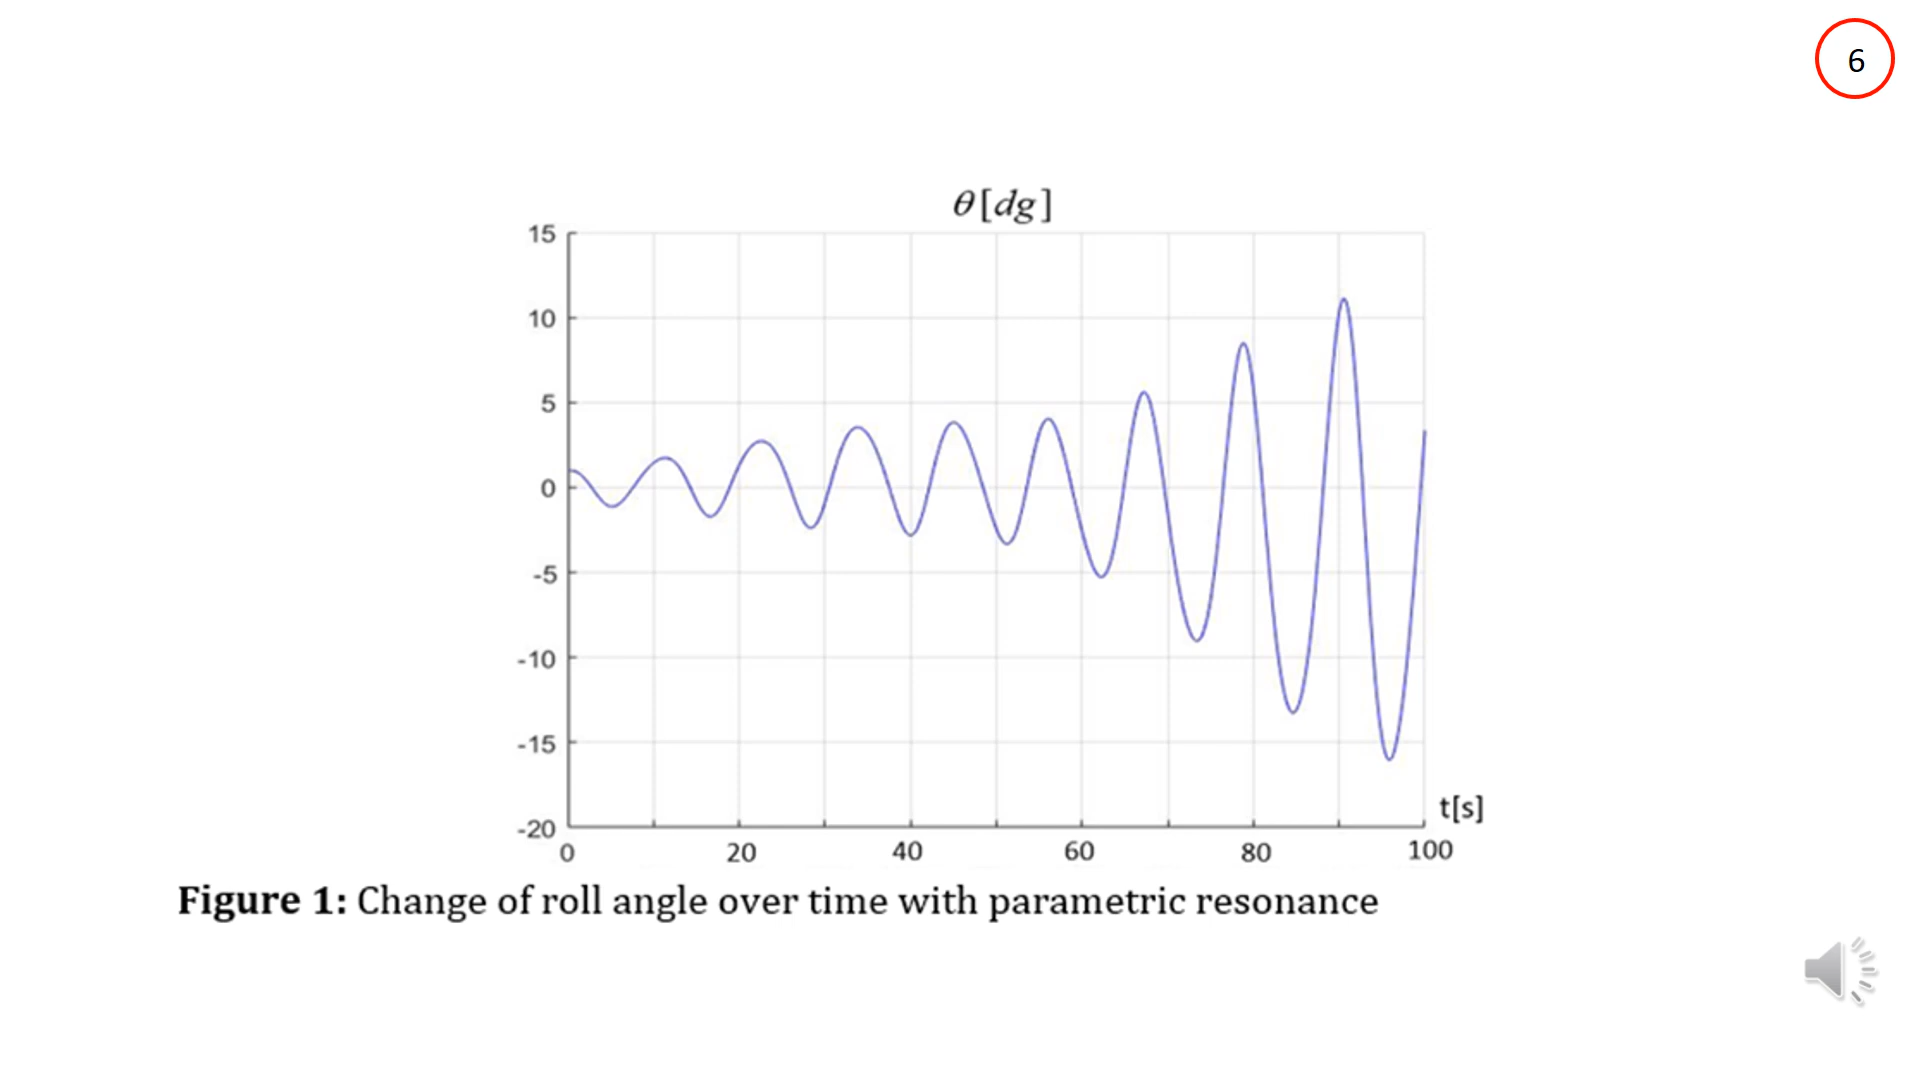 6
θ[dg]
15
10
5
0
-5
-10
-15
-20
t[s]
0 20 40 60 80 100
Figure 1: Change of roll angle over time with parametric resonance